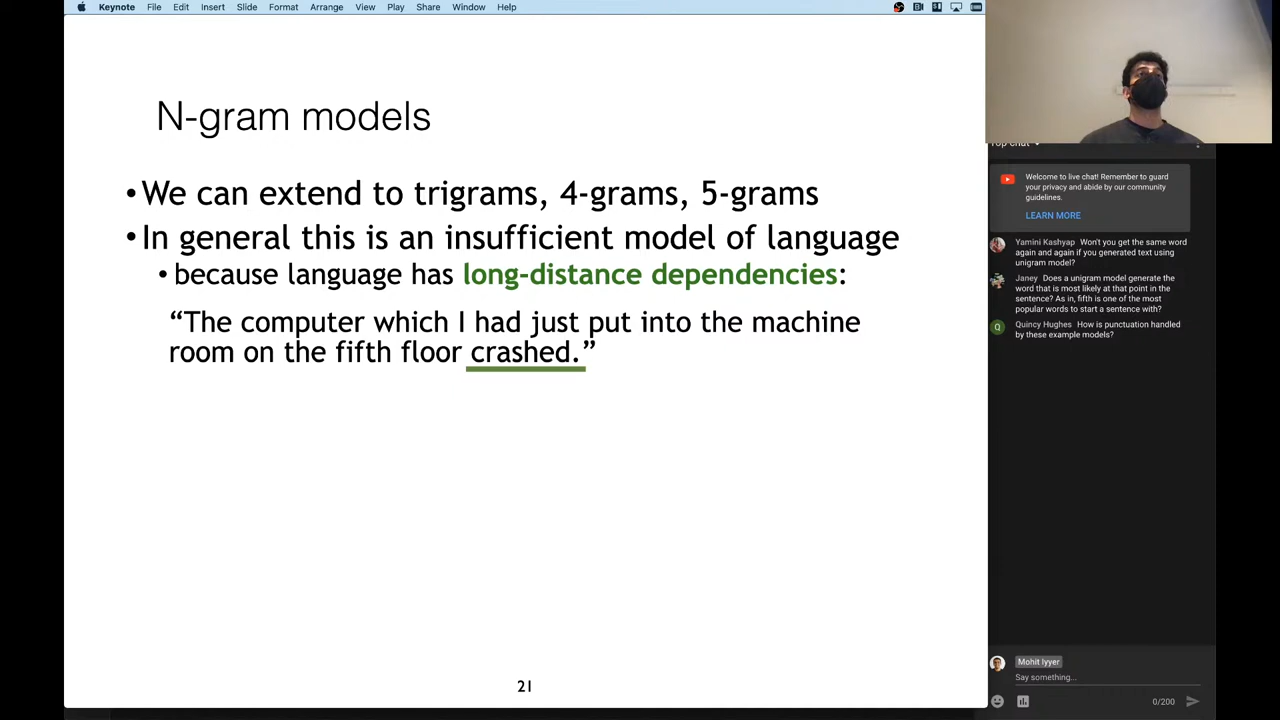 Keynote File Edit Insert Slide Format Arrange View Play Share Window Help
N-gram models
• We can extend to trigrams, 4-grams, 5-grams
• In general this is an insufficient model of language
• because language has long-distance dependencies:
“The computer which I had just put into the machine
room on the fifth floor crashed.”
21
Top chat
Welcome to live chat! Remember to guard
your privacy and abide by our community
guidelines.
LEARN MORE
Yamini Kashyap Won't you get the same word
again and again if you generated text using
unigram model?
Janey Does a unigram model generate the
word that is most likely at that point in the
sentence? As in, fifth is one of the most
popular words to start a sentence with?
Q Quincy Hughes How is punctuation handled
by these example models?
Mohit Iyyer
Say something...
0/200